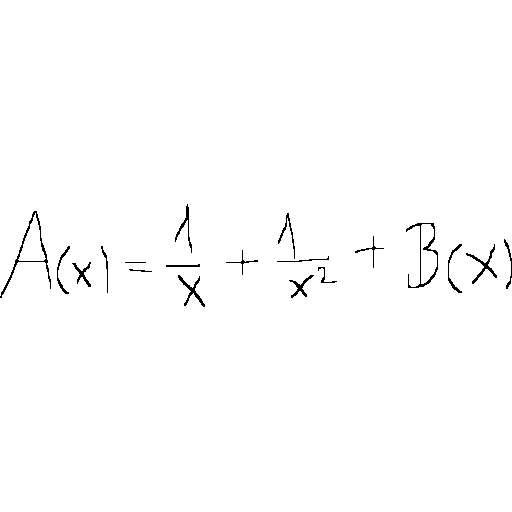 A(x) = 1/x + 1/x² + B(x)